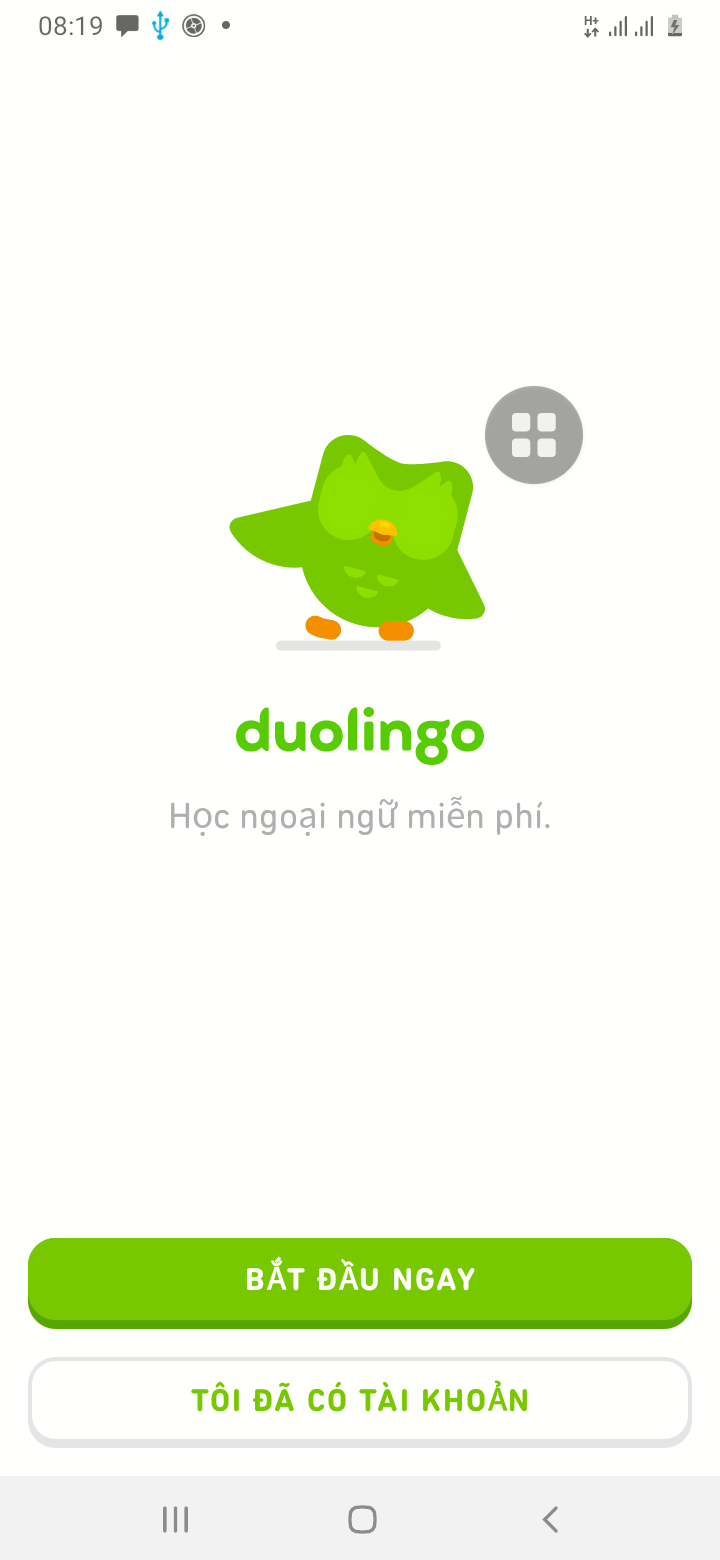 08:19
H+
duolingo
Học ngoại ngữ miễn phí.
BẮT ĐẦU NGAY
TÔI ĐÃ CÓ TÀI KHOẢN